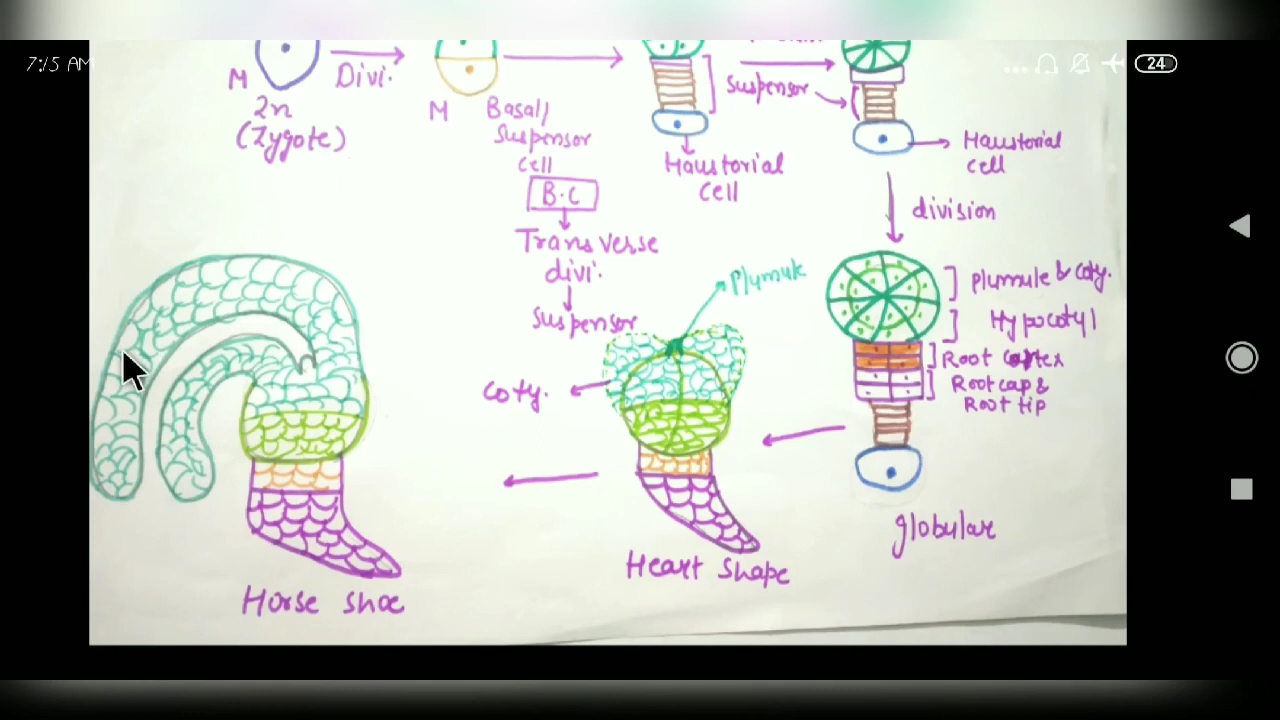 7:15 AM
24
M
2n
(Zygote)
Divi.
M
Basal/
Suspensor
cell
B.C
Transverse
divi.
Suspensor
Haustorial
cell
Suspensor
Haustorial
cell
division
Plumule & Coty.
Hypocotyl
Root Cortex
Root cap &
Root tip
globular
Plumule
Coty.
Heart Shape
Horse shoe